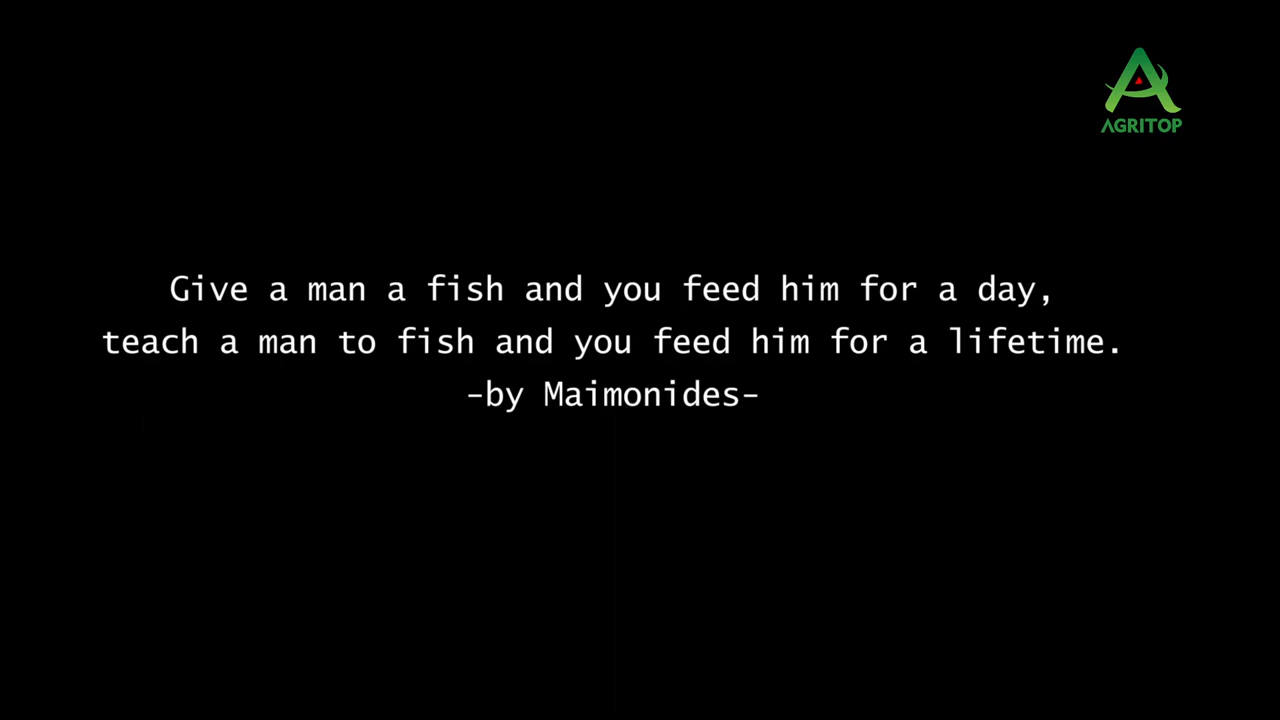 AGRITOP
Give a man a fish and you feed him for a day,
teach a man to fish and you feed him for a lifetime.
-by Maimonides-